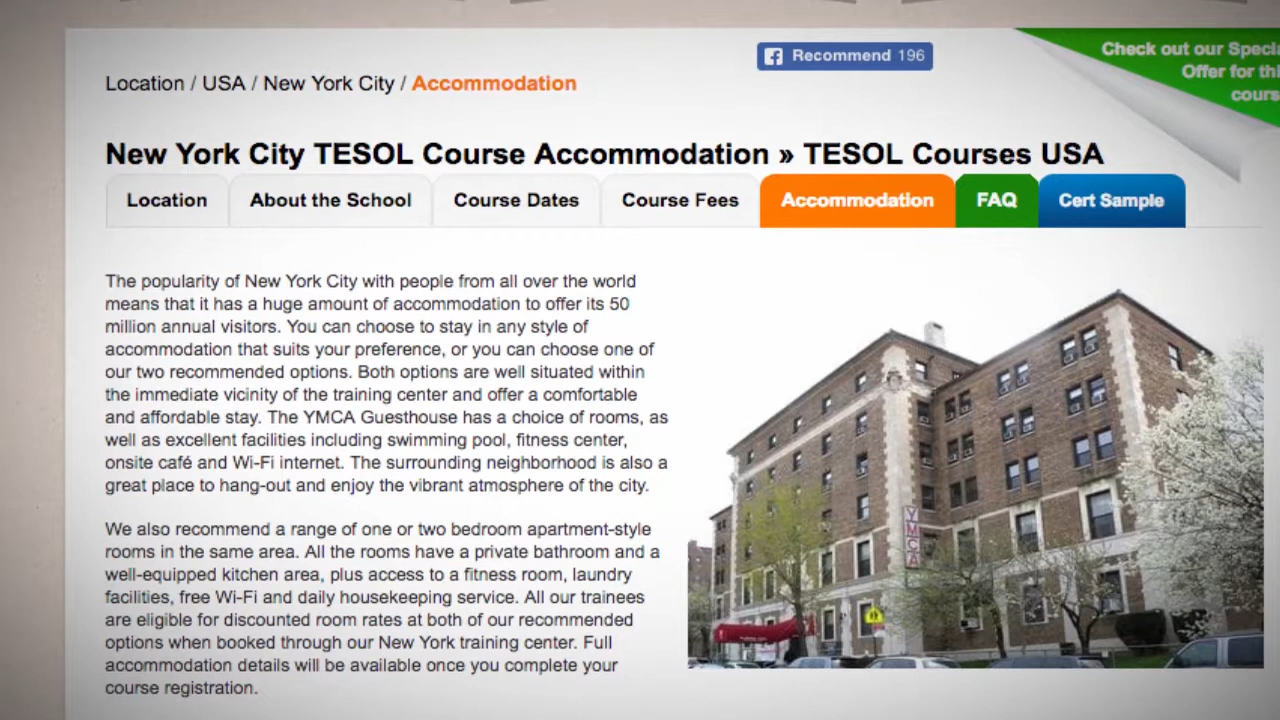 Recommend 196
Check out our
Offer for
Location / USA / New York City / Accommodation
New York City TESOL Course Accommodation » TESOL Courses USA
Location
About the School
Course Dates
Course Fees
Accommodation
FAQ
Cert Sample
The popularity of New York City with people from all over the world
means that it has a huge amount of accommodation to offer its 50
million annual visitors. You can choose to stay in any style of
accommodation that suits your preference, or you can choose one of
our two recommended options. Both options are well situated within
the immediate vicinity of the training center and offer a comfortable
and affordable stay. The YMCA Guesthouse has a choice of rooms, as
well as excellent facilities including swimming pool, fitness center,
onsite café and Wi-Fi internet. The surrounding neighborhood is also a
great place to hang-out and enjoy the vibrant atmosphere of the city.
We also recommend a range of one or two bedroom apartment-style
rooms in the same area. All the rooms have a private bathroom and a
well-equipped kitchen area, plus access to a fitness room, laundry
facilities, free Wi-Fi and daily housekeeping service. All our trainees
are eligible for discounted room rates at both of our recommended
options when booked through our New York training center. Full
accommodation details will be available once you complete your
course registration.
YMCA